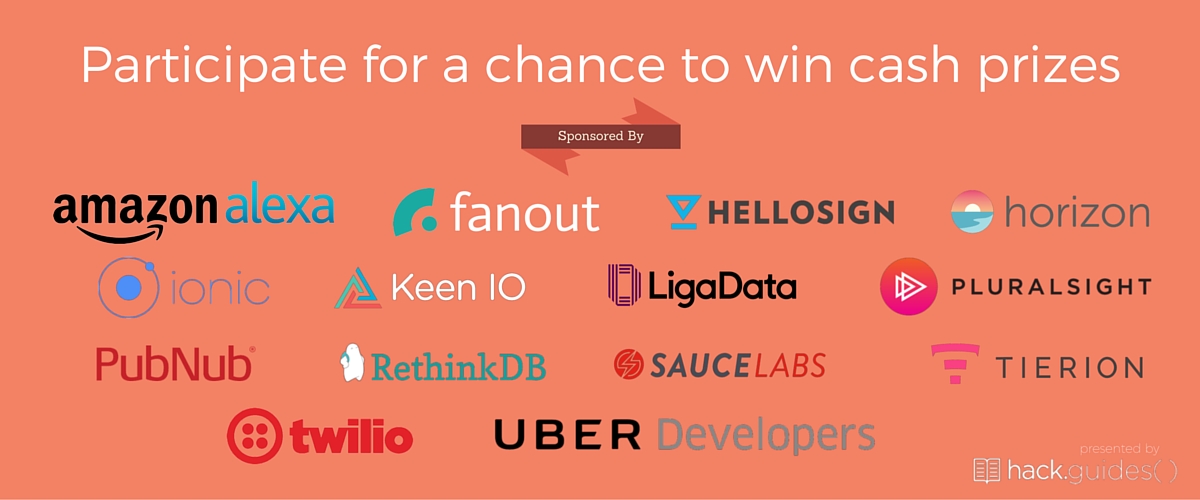 Participate for a chance to win cash prizes
Sponsored By
amazon alexa fanout HELLOSIGN horizon
ionic Keen IO LigaData PLURALSIGHT
PubNub® RethinkDB SAUCELABS TIERION
twilio UBER Developers
presented by
hack.guides( )